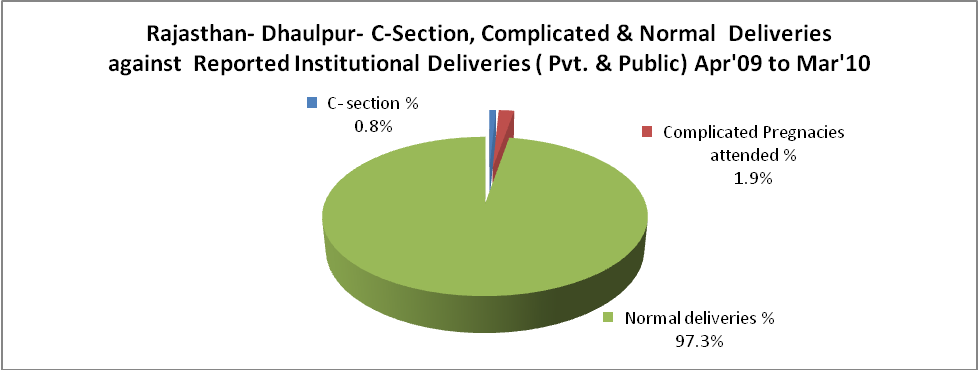 Rajasthan- Dhaulpur- C-Section, Complicated & Normal Deliveries
against Reported Institutional Deliveries ( Pvt. & Public) Apr'09 to Mar'10
C- section %
0.8%
Complicated Pregnacies
attended %
1.9%
Normal deliveries %
97.3%